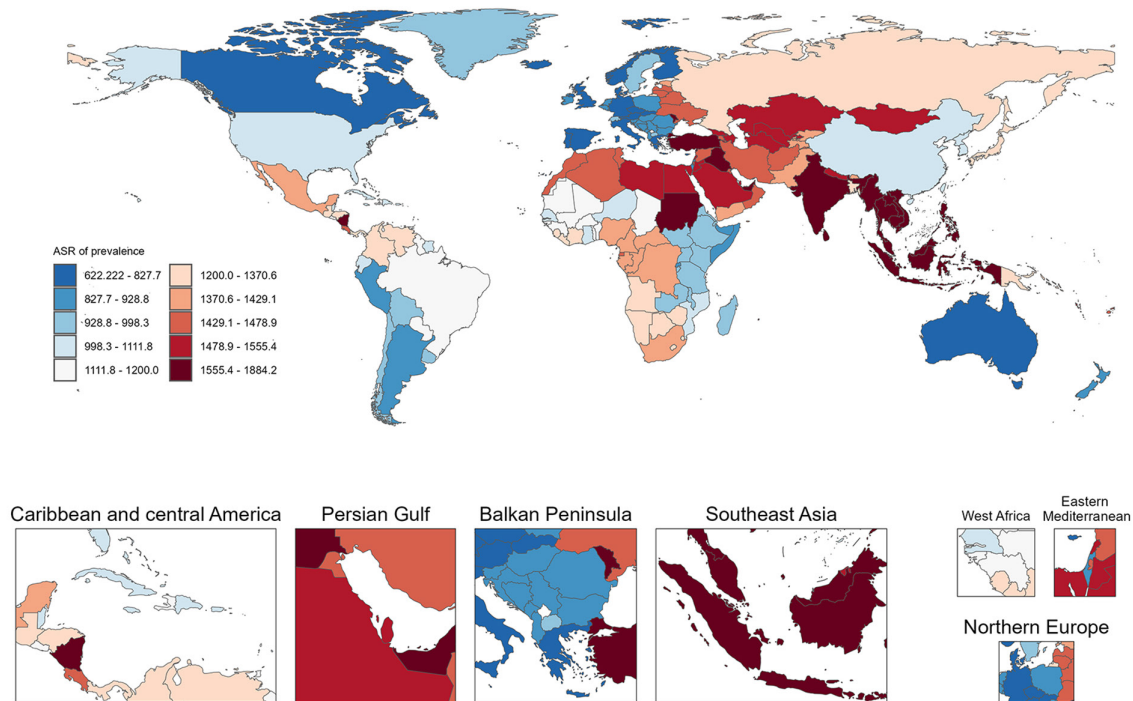 ASR of prevalence
622.222 - 827.7
827.7 - 928.8
928.8 - 998.3
998.3 - 1111.8
1111.8 - 1200.0
1200.0 - 1370.6
1370.6 - 1429.1
1429.1 - 1478.9
1478.9 - 1555.4
1555.4 - 1884.2
Caribbean and central America
Persian Gulf
Balkan Peninsula
Southeast Asia
West Africa
Eastern
Mediterranean
Northern Europe